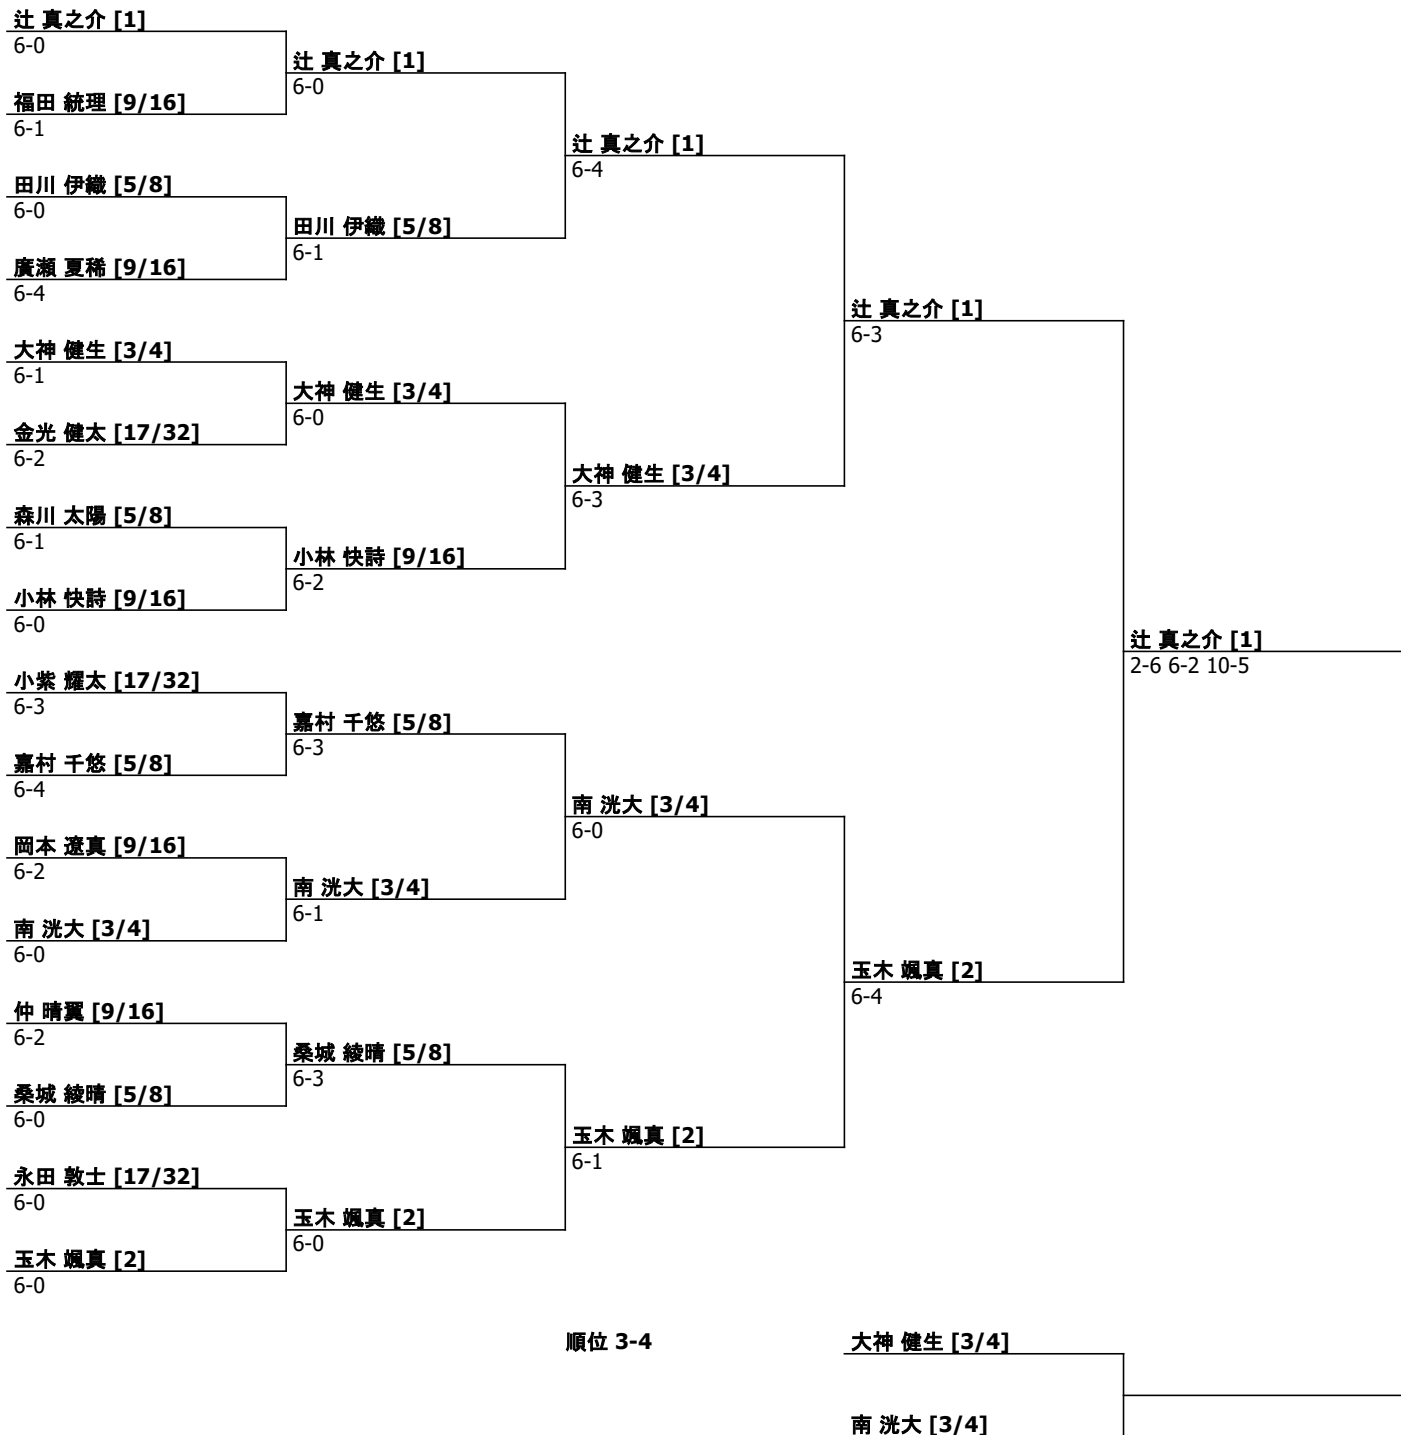 辻 真之介 [1]
6-0
福田 統理 [9/16]
6-1
田川 伊織 [5/8]
6-0
廣瀬 夏稀 [9/16]
6-4
大神 健生 [3/4]
6-1
金光 健太 [17/32]
6-2
森川 太陽 [5/8]
6-1
小林 快詩 [9/16]
6-0
小紫 耀太 [17/32]
6-3
嘉村 千悠 [5/8]
6-4
岡本 遼真 [9/16]
6-2
南 洸大 [3/4]
6-0
仲 晴翼 [9/16]
6-2
桑城 綾晴 [5/8]
6-0
永田 敦士 [17/32]
6-0
玉木 颯真 [2]
6-0
辻 真之介 [1]
6-0
田川 伊織 [5/8]
6-1
大神 健生 [3/4]
6-0
小林 快詩 [9/16]
6-2
嘉村 千悠 [5/8]
6-3
南 洸大 [3/4]
6-1
桑城 綾晴 [5/8]
6-3
玉木 颯真 [2]
6-0
辻 真之介 [1]
6-4
大神 健生 [3/4]
6-3
南 洸大 [3/4]
6-0
玉木 颯真 [2]
6-1
辻 真之介 [1]
6-3
玉木 颯真 [2]
6-4
辻 真之介 [1]
2-6 6-2 10-5
順位 3-4
大神 健生 [3/4]
南 洸大 [3/4]